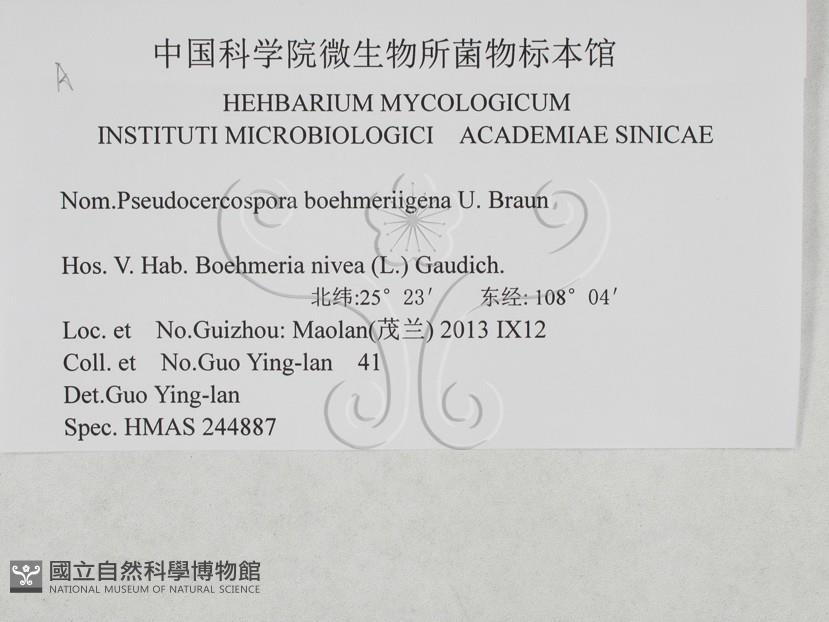 中国科学院微生物所菌物标本馆
A
HEHBARIUM MYCOLOGICUM
INSTITUTI MICROBIOLOGICI ACADEMIAE SINICAE
Nom.Pseudocercospora boehmeriigena U. Braun
Hos. V. Hab. Boehmeria nivea (L.) Gaudich.
北纬:25° 23′ 东经: 108° 04′
Loc. et No.Guizhou: Maolan(茂兰) 2013 IX12
Coll. et No.Guo Ying-lan 41
Det.Guo Ying-lan
Spec. HMAS 244887
國立自然科學博物館
NATIONAL MUSEUM OF NATURAL SCIENCE